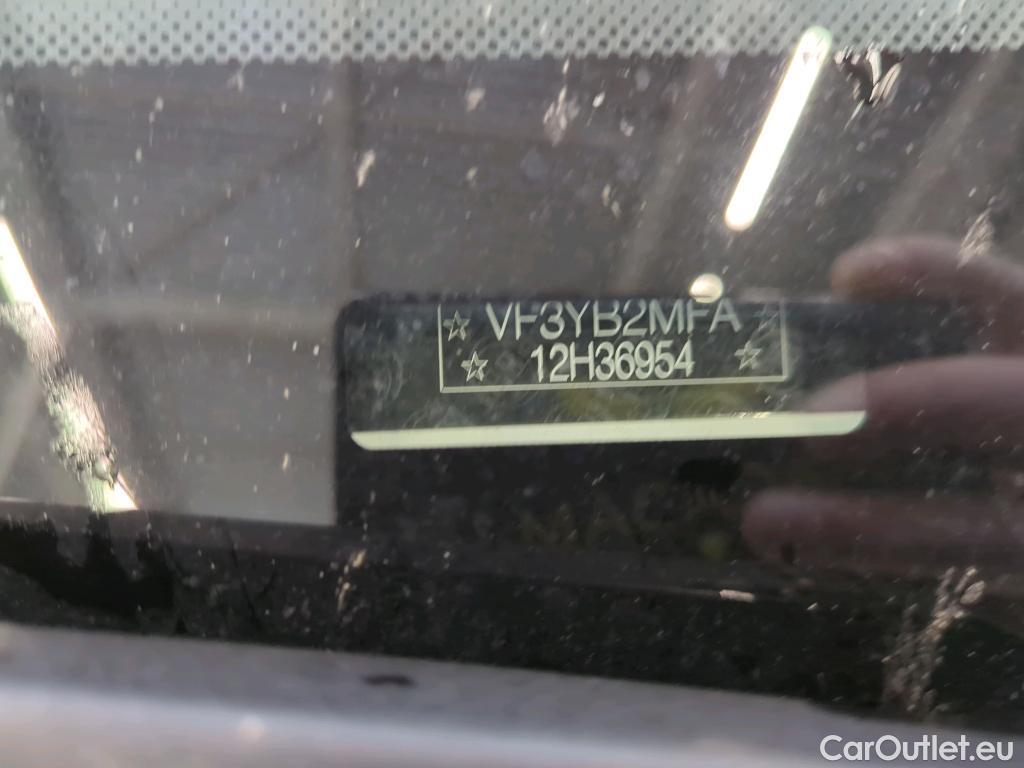 ☆ VF3YB2MFA ☆
☆ 12H36954 ☆
CarOutlet.eu